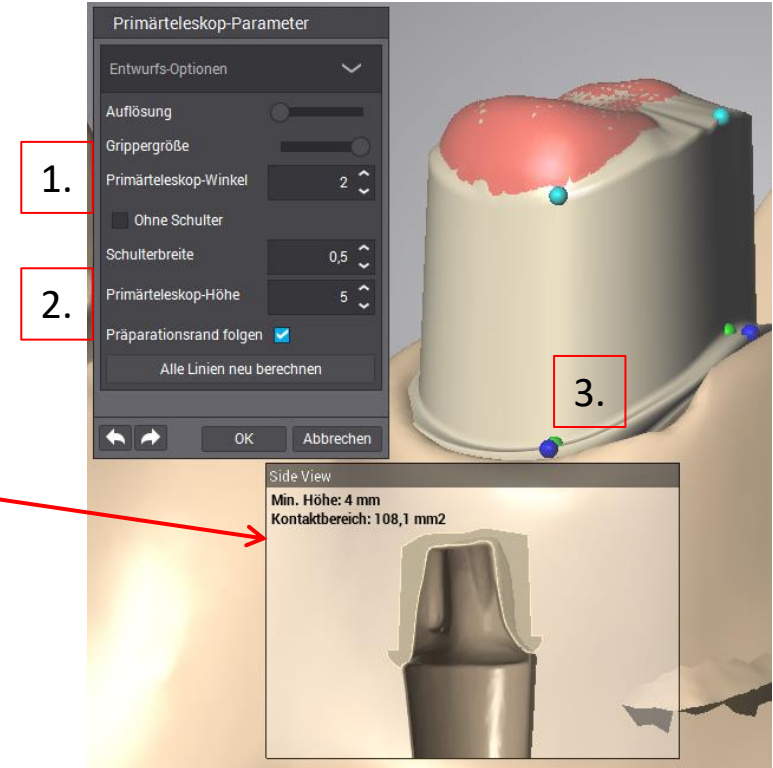 Primärteleskop-Parameter
Entwurfs-Optionen
Auflösung
Grippergröße
1.
Primärteleskop-Winkel 2
Ohne Schulter
Schulterbreite 0,5
2.
Primärteleskop-Höhe 5
Präparationsrand folgen
Alle Linien neu berechnen
3.
OK Abbrechen
Side View
Min. Höhe: 4 mm
Kontaktbereich: 108,1 mm2